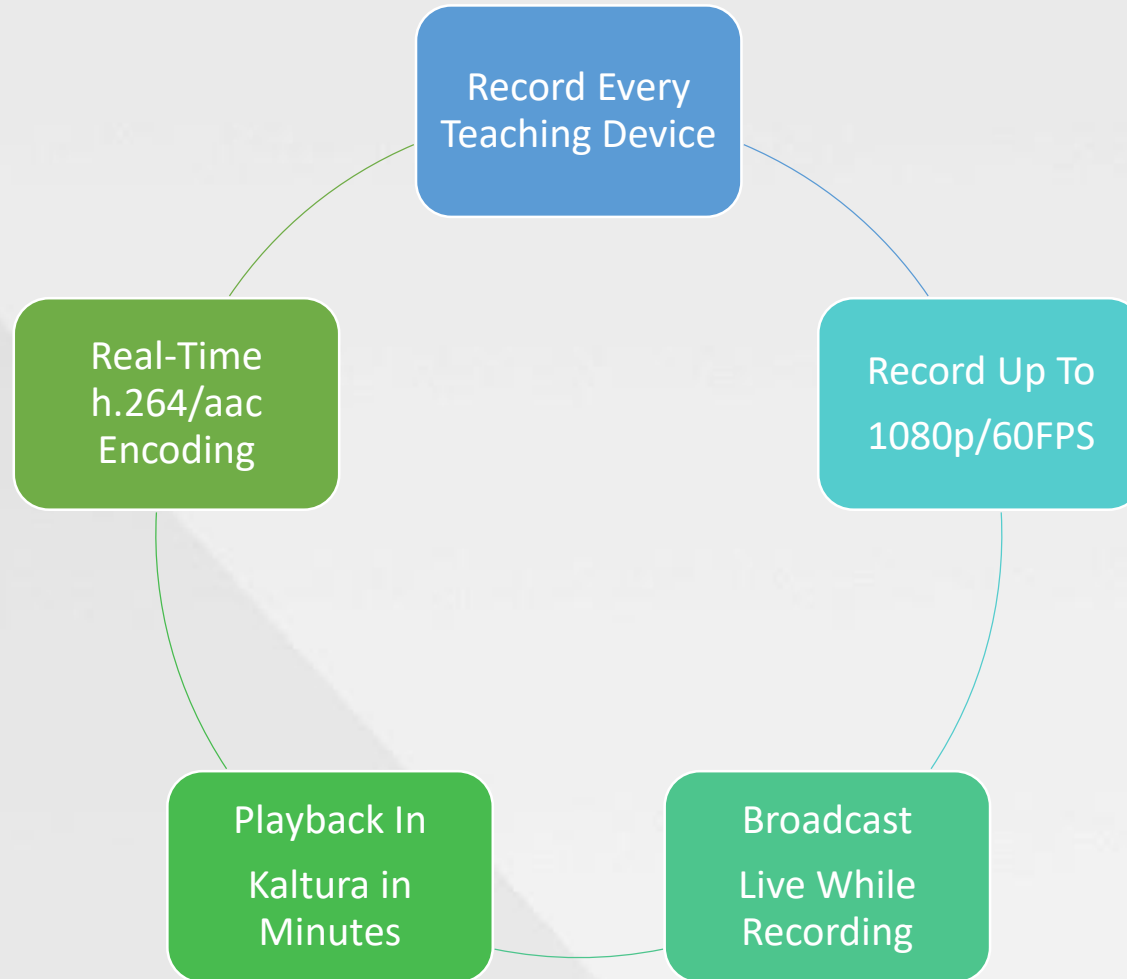 Record Every
Teaching Device
Record Up To
1080p/60FPS
Broadcast
Live While
Recording
Playback In
Kaltura in
Minutes
Real-Time
h.264/aac
Encoding